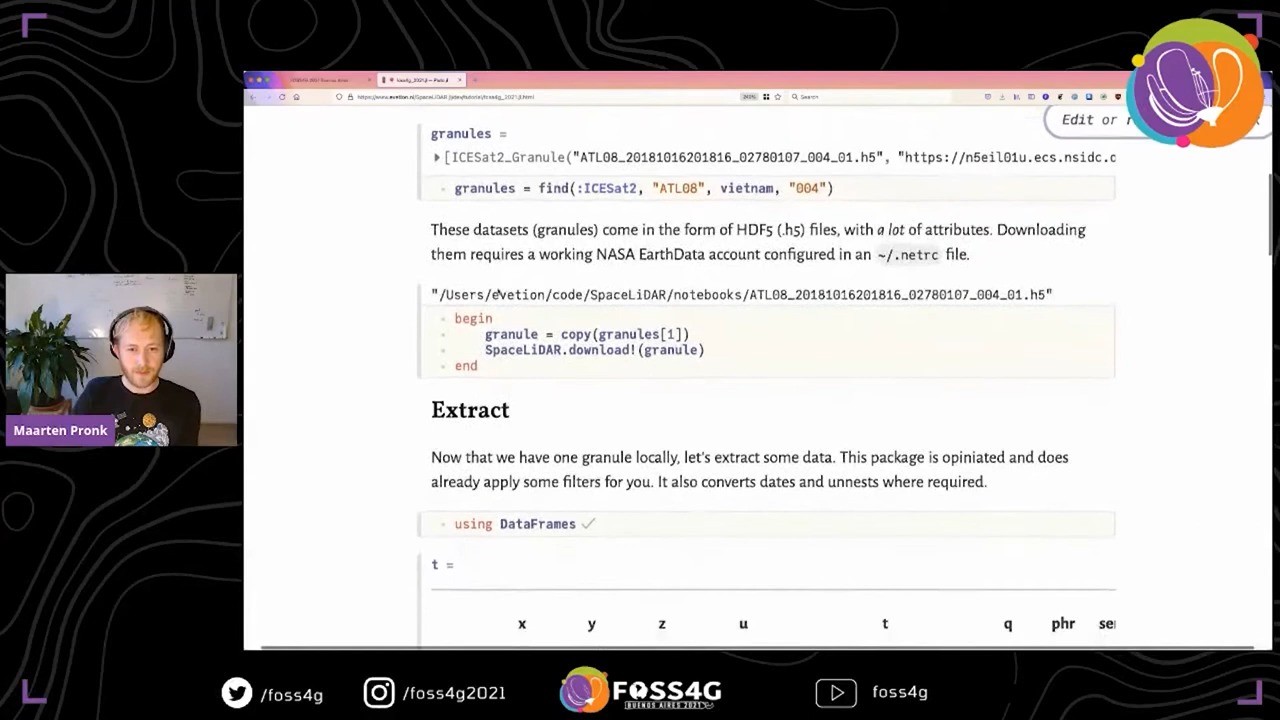 Edit or r
granules =
[ICESat2_Granule("ATL08_20181016201816_02780107_004_01.h5", "https://n5eil01u.ecs.nsidc.o
granules = find(:ICESat2, "ATL08", vietnam, "004")
These datasets (granules) come in the form of HDF5 (.h5) files, with a lot of attributes. Downloading
them requires a working NASA EarthData account configured in an ~/.netrc file.
"/Users/evetion/code/SpaceLiDAR/notebooks/ATL08_20181016201816_02780107_004_01.h5"
begin
granule = copy(granules[1])
SpaceLiDAR.download!(granule)
end
Extract
Now that we have one granule locally, let's extract some data. This package is opiniated and does
already apply some filters for you. It also converts dates and unnests where required.
using DataFrames
t =
x y z u t q phr se
Maarten Pronk
/foss4g
/foss4g2021
FOSS4G
BUENOS AIRES 2021
foss4g